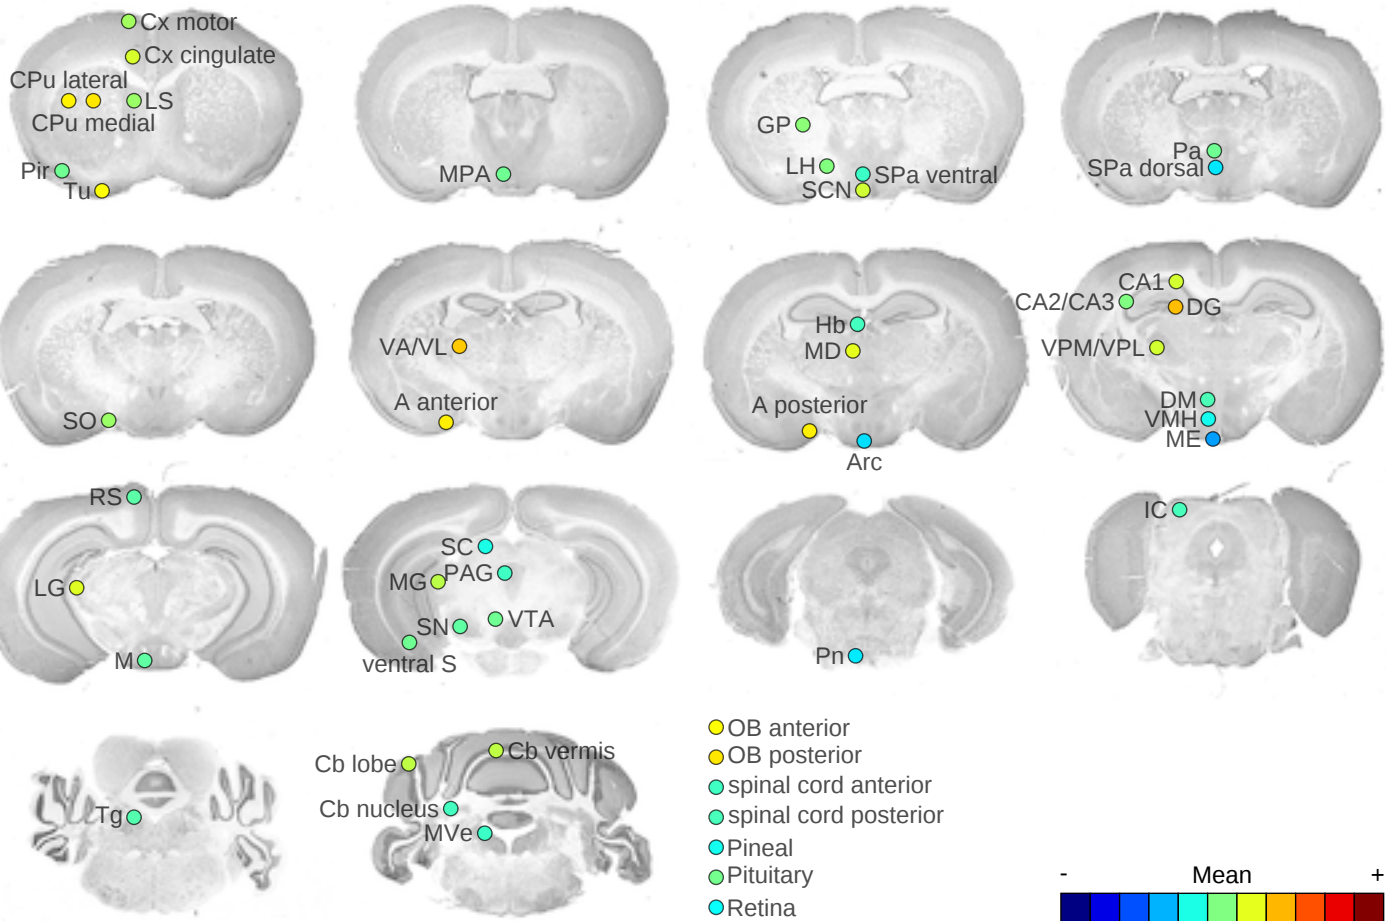 Cx motor
Cx cingulate
CPu lateral
LS
CPu medial
Pir
Tu
MPA
GP
LH
SPa ventral
SCN
Pa
SPa dorsal
SO
VA/VL
A anterior
Hb
MD
A posterior
Arc
CA1
CA2/CA3
DG
VPM/VPL
DM
VMH
ME
RS
LG
M
SC
MG
PAG
SN
VTA
ventral S
Pn
IC
Tg
Cb lobe
Cb vermis
Cb nucleus
MVe
OB anterior
OB posterior
spinal cord anterior
spinal cord posterior
Pineal
Pituitary
Retina
- Mean +